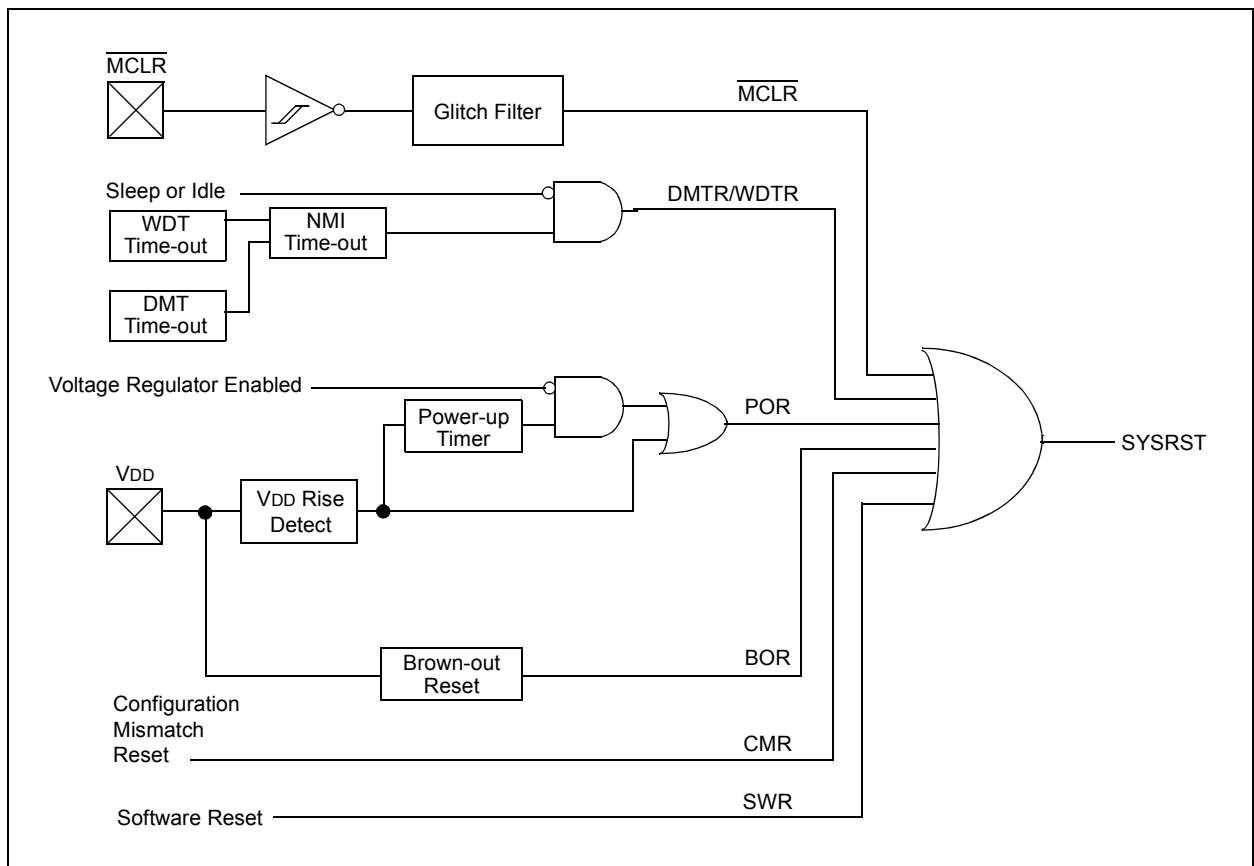 MCLR
Glitch Filter
MCLR
Sleep or Idle
WDT
Time-out
NMI
Time-out
DMTR/WDTR
DMT
Time-out
Voltage Regulator Enabled
Power-up
Timer
POR
SYSRST
VDD
VDD Rise
Detect
Brown-out
Reset
BOR
Configuration
Mismatch
Reset
CMR
Software Reset
SWR